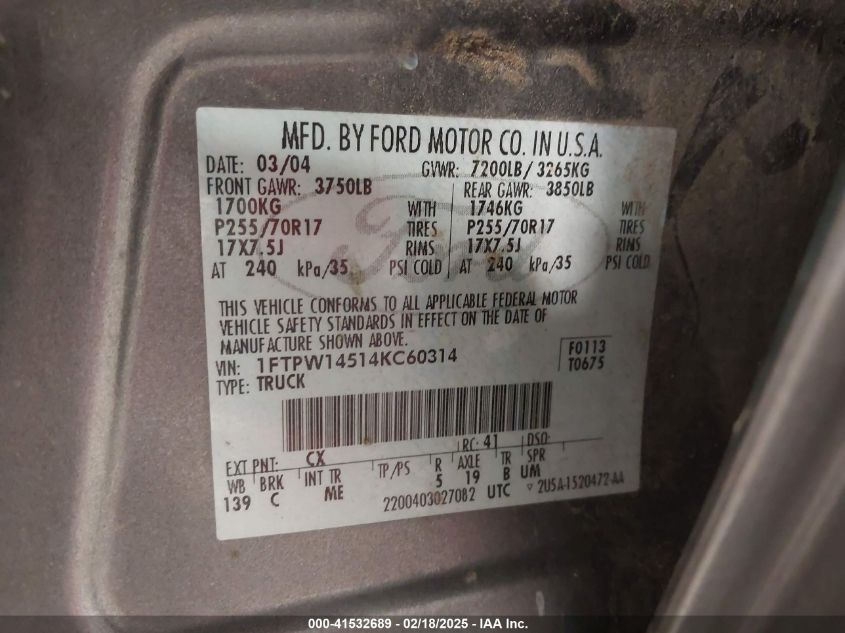 MFD. BY FORD MOTOR CO. IN U.S.A.
DATE: 03/04 GVWR: 7200LB/ 3265KG
FRONT GAWR: 3750LB REAR GAWR: 3850LB
1700KG WITH 1746KG WITH
P255/70R17 TIRES P255/70R17 TIRES
17X7.5J RIMS 17X7.5J RIMS
AT 240 kPa/35 PSI COLD AT 240 kPa/35 PSI COLD
Ford
THIS VEHICLE CONFORMS TO ALL APPLICABLE FEDERAL MOTOR
VEHICLE SAFETY STANDARDS IN EFFECT ON THE DATE OF
MANUFACTURE SHOWN ABOVE.
VIN: 1FTPW14514KC60314 F0113
TYPE: TRUCK T0675
EXT PNT: CX RC: 41 DSO:
WB BRK INT TR TP/PS R AXLE TR SPR
139 C ME 5 19 B UM
2200403027082 UTC ▽ 2U5A-1520472-AA
000-41532689 - 02/18/2025 - IAA Inc.